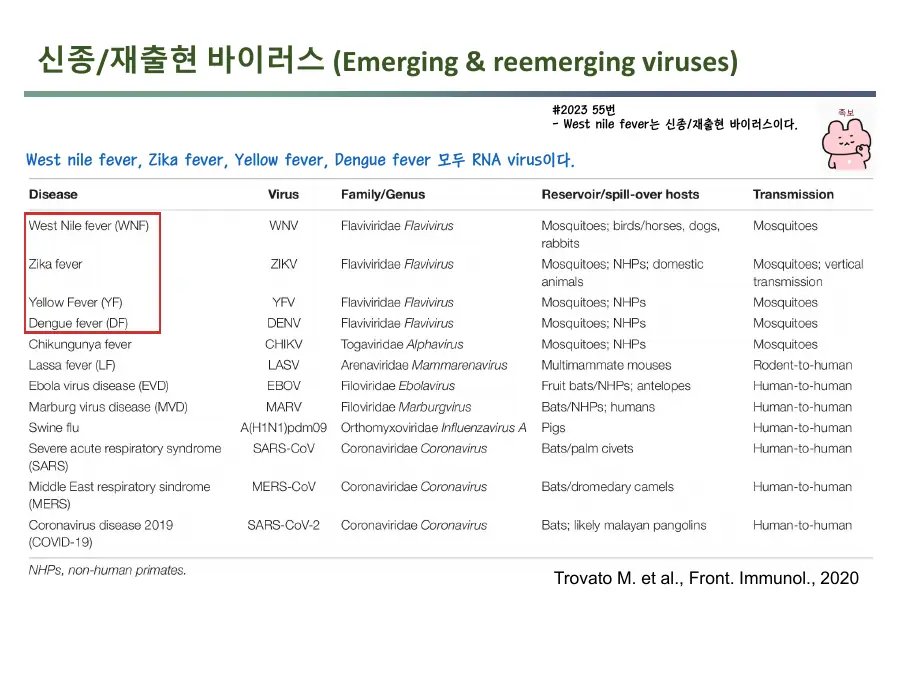 신종/재출현 바이러스 (Emerging & reemerging viruses)
#2023 55번
- West nile fever는 신종/재출현 바이러스이다.
족보
West nile fever, Zika fever, Yellow fever, Dengue fever 모두 RNA virus이다.
Disease Virus Family/Genus Reservoir/spill-over hosts Transmission
West Nile fever (WNF) WNV Flaviviridae Flavivirus Mosquitoes; birds/horses, dogs, rabbits Mosquitoes
Zika fever ZIKV Flaviviridae Flavivirus Mosquitoes; NHPs; domestic animals Mosquitoes; vertical transmission
Yellow Fever (YF) YFV Flaviviridae Flavivirus Mosquitoes; NHPs Mosquitoes
Dengue fever (DF) DENV Flaviviridae Flavivirus Mosquitoes; NHPs Mosquitoes
Chikungunya fever CHIKV Togaviridae Alphavirus Mosquitoes; NHPs Mosquitoes
Lassa fever (LF) LASV Arenaviridae Mammarenavirus Multimammate mouses Rodent-to-human
Ebola virus disease (EVD) EBOV Filoviridae Ebolavirus Fruit bats/NHPs; antelopes Human-to-human
Marburg virus disease (MVD) MARV Filoviridae Marburgvirus Bats/NHPs; humans Human-to-human
Swine flu A(H1N1)pdm09 Orthomyxoviridae Influenzavirus A Pigs Human-to-human
Severe acute respiratory syndrome (SARS) SARS-CoV Coronaviridae Coronavirus Bats/palm civets Human-to-human
Middle East respiratory sindrome (MERS) MERS-CoV Coronaviridae Coronavirus Bats/dromedary camels Human-to-human
Coronavirus disease 2019 (COVID-19) SARS-CoV-2 Coronaviridae Coronavirus Bats; likely malayan pangolins Human-to-human
NHPs, non-human primates.
Trovato M. et al., Front. Immunol., 2020